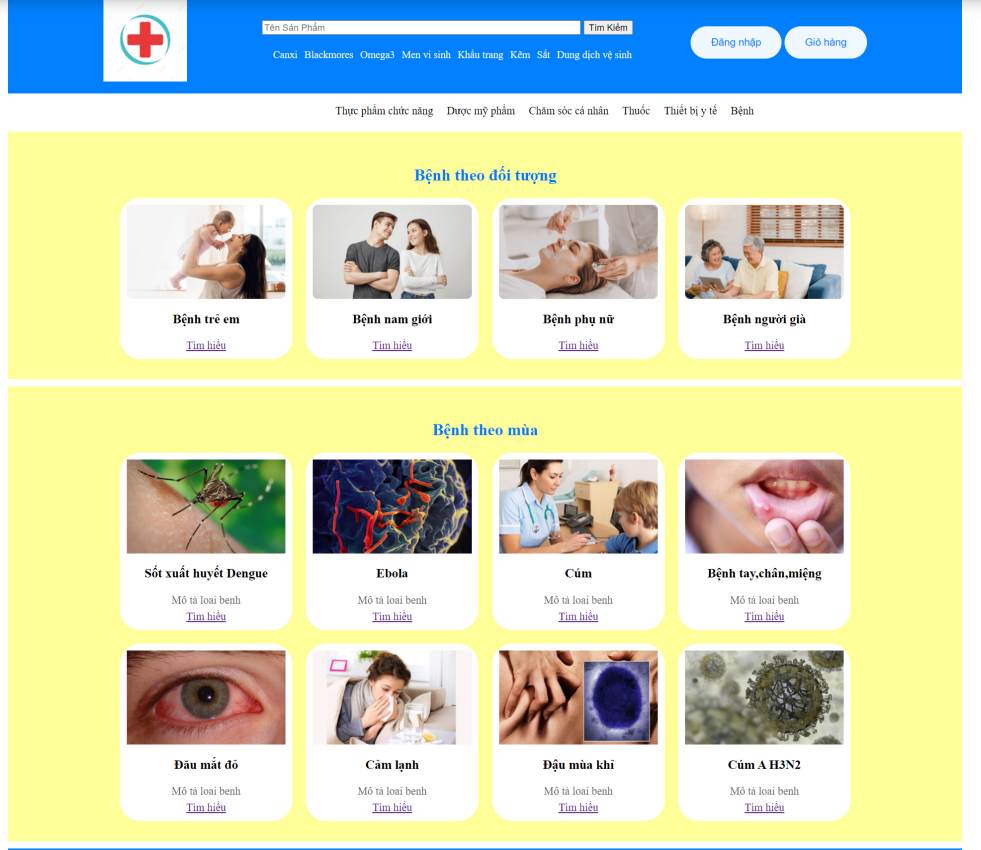 Tên Sản Phẩm Tìm Kiếm
Đăng nhập Giỏ hàng
Canxi Blackmores Omega3 Men vi sinh Khẩu trang Kẽm Sắt Dung dịch vệ sinh
Thực phẩm chức năng Dược mỹ phẩm Chăm sóc cá nhân Thuốc Thiết bị y tế Bệnh
Bệnh theo đối tượng
Bệnh trẻ em Bệnh nam giới Bệnh phụ nữ Bệnh người già
Tìm hiểu Tìm hiểu Tìm hiểu Tìm hiểu
Bệnh theo mùa
Sốt xuất huyết Dengue Ebola Cúm Bệnh tay,chân,miệng
Mô tả loai benh Mô tả loai benh Mô tả loai benh Mô tả loai benh
Tìm hiểu Tìm hiểu Tìm hiểu Tìm hiểu
Đău mắt đỏ Cảm lạnh Đậu mùa khỉ Cúm A H3N2
Mô tả loai benh Mô tả loai benh Mô tả loai benh Mô tả loai benh
Tìm hiểu Tìm hiểu Tìm hiểu Tìm hiểu